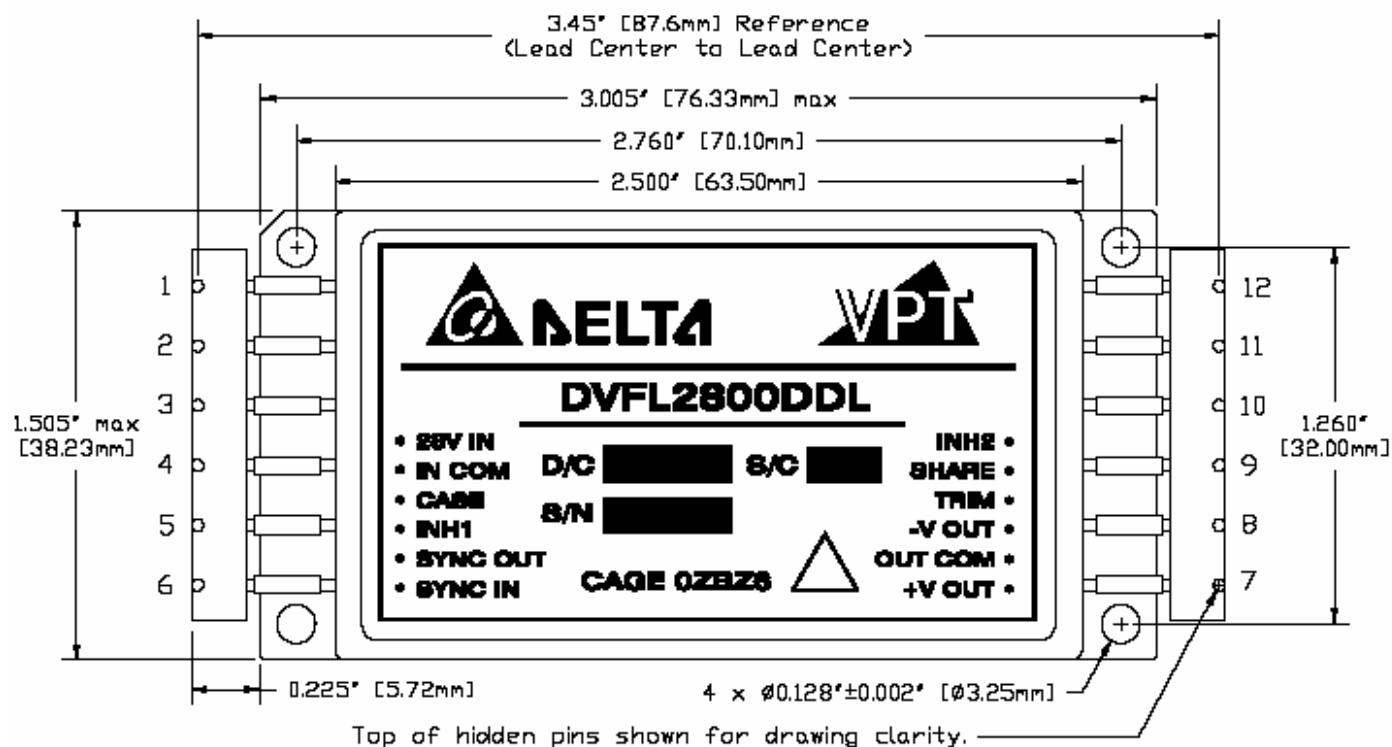 3.45" [87.6mm] Reference
(Lead Center to Lead Center)
3.005" [76.33mm] max
2.760" [70.10mm]
2.500" [63.50mm]
1
2
3
4
5
6
12
11
10
9
8
7
1.505" max
[38.23mm]
1.260"
[32.00mm]
DELTA
VPT
DVFL2800DDL
• 28V IN
• IN COM
• CASE
• INH1
• SYNC OUT
• SYNC IN
D/C
S/C
S/N
CAGE 0ZBZ6
INH2 •
SHARE •
TRIM •
-V OUT •
OUT COM •
+V OUT •
0.225" [5.72mm]
4 x Ø0.128"±0.002" [Ø3.25mm]
Top of hidden pins shown for drawing clarity.